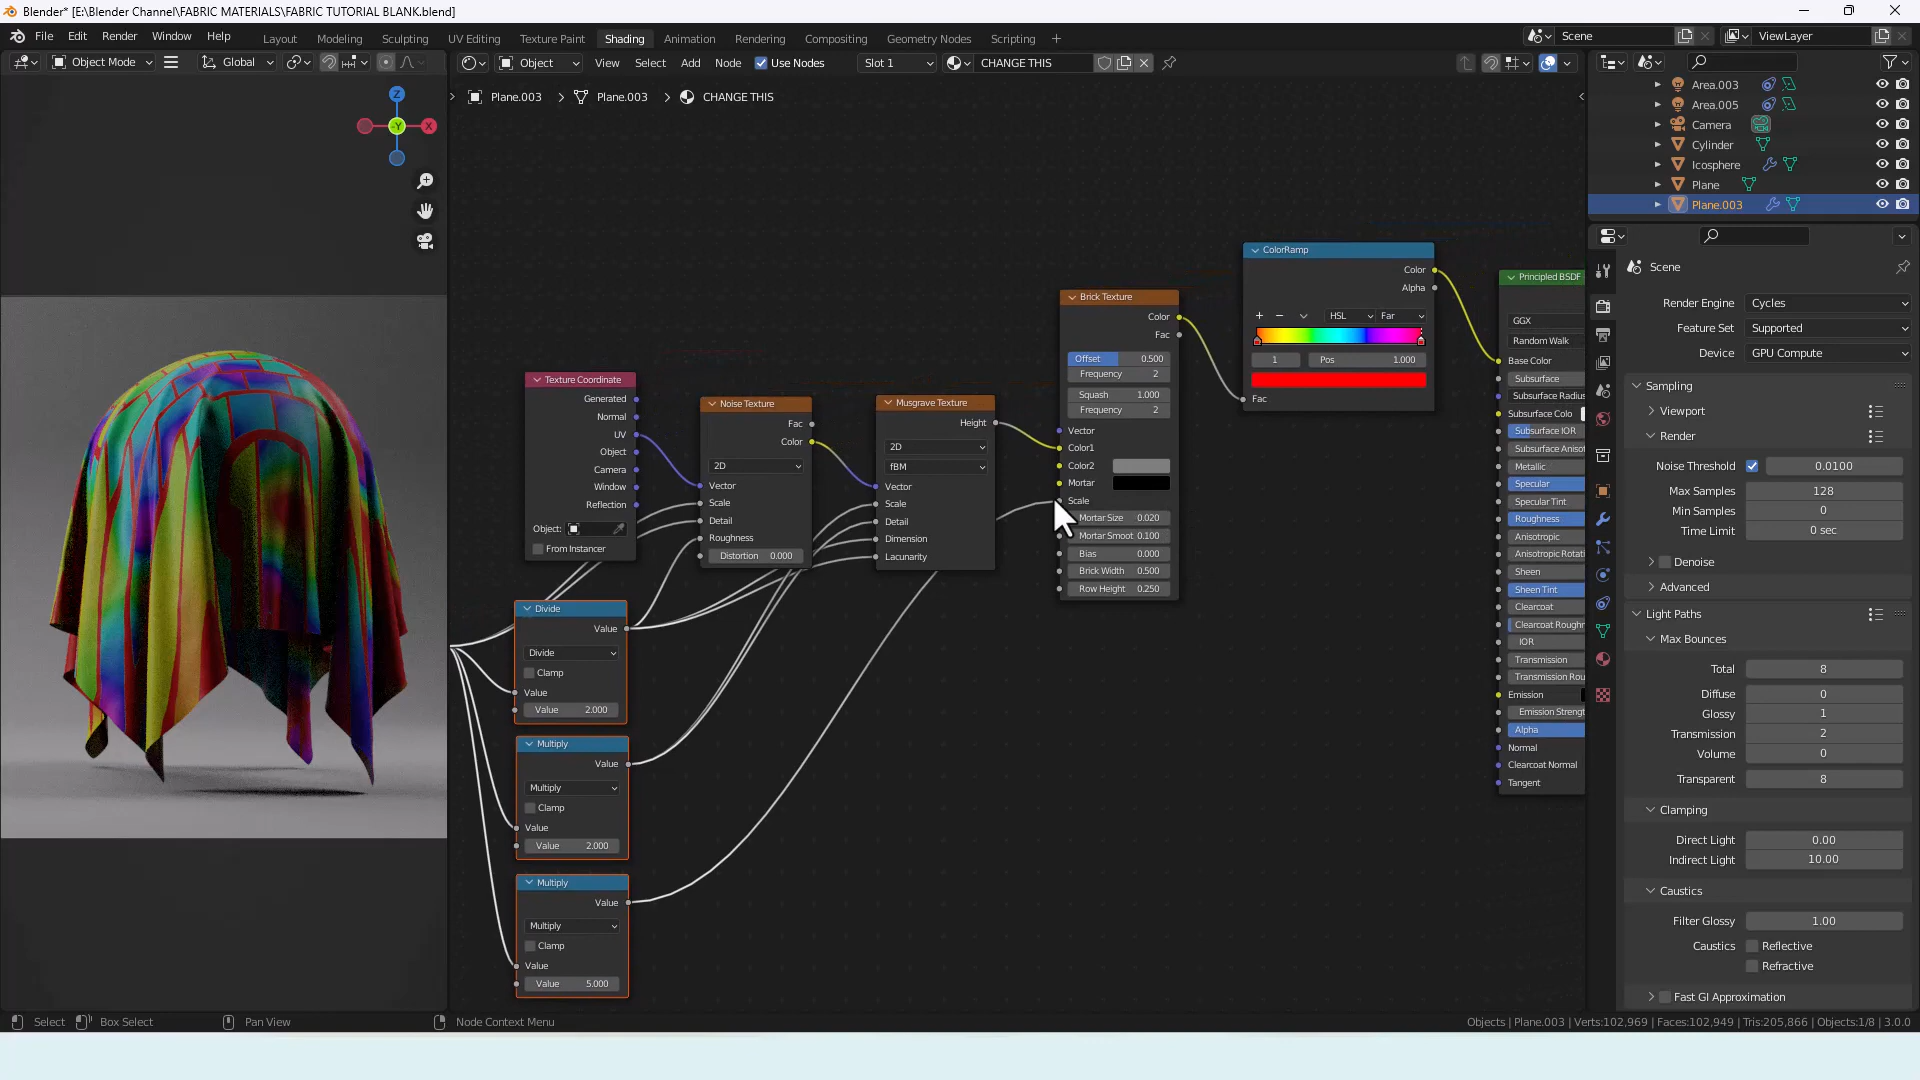 Blender* [E:\Blender Channel\FABRIC MATERIALS\FABRIC TUTORIAL BLANK.blend]
File Edit Render Window Help Layout Modeling Sculpting UV Editing Texture Paint Shading Animation Rendering Compositing Geometry Nodes Scripting + Scene ViewLayer
Object Mode Global Object View Select Add Node Use Nodes Slot 1 CHANGE THIS
Plane.003 > Plane.003 > CHANGE THIS
Z
-Y
X
Texture Coordinate
Generated
Normal
UV
Object
Camera
Window
Reflection
Object:
From Instancer
Noise Texture
Fac
Color
2D
Vector
Scale
Detail
Roughness
Distortion 0.000
Musgrave Texture
Height
2D
fBM
Vector
Scale
Detail
Dimension
Lacunarity
Divide
Value
Divide
Clamp
Value
Value 2.000
Multiply
Value
Multiply
Clamp
Value
Value 2.000
Multiply
Value
Multiply
Clamp
Value
Value 5.000
Brick Texture
Color
Fac
Offset 0.500
Frequency 2
Squash 1.000
Frequency 2
Vector
Color1
Color2
Mortar
Scale
Mortar Size 0.020
Mortar Smoot 0.100
Bias 0.000
Brick Width 0.500
Row Height 0.250
ColorRamp
Color
Alpha
+ − HSL Far
1 Pos 1.000
Fac
Principled BSDF
GGX
Random Walk
Base Color
Subsurface
Subsurface Radius
Subsurface Colo
Subsurface IOR
Subsurface Anisot
Metallic
Specular
Specular Tint
Roughness
Anisotropic
Anisotropic Rotati
Sheen
Sheen Tint
Clearcoat
Clearcoat Roughn
IOR
Transmission
Transmission Rou
Emission
Emission Strengt
Alpha
Normal
Clearcoat Normal
Tangent
Area.003
Area.005
Camera
Cylinder
Icosphere
Plane
Plane.003
Scene
Render Engine Cycles
Feature Set Supported
Device GPU Compute
Sampling
Viewport
Render
Noise Threshold 0.0100
Max Samples 128
Min Samples 0
Time Limit 0 sec
Denoise
Advanced
Light Paths
Max Bounces
Total 8
Diffuse 0
Glossy 1
Transmission 2
Volume 0
Transparent 8
Clamping
Direct Light 0.00
Indirect Light 10.00
Caustics
Filter Glossy 1.00
Caustics Reflective
Refractive
Fast GI Approximation
Select Box Select Pan View Node Context Menu Objects | Plane.003 | Verts:102,969 | Faces:102,949 | Tris:205,866 | Objects:1/8 | 3.0.0